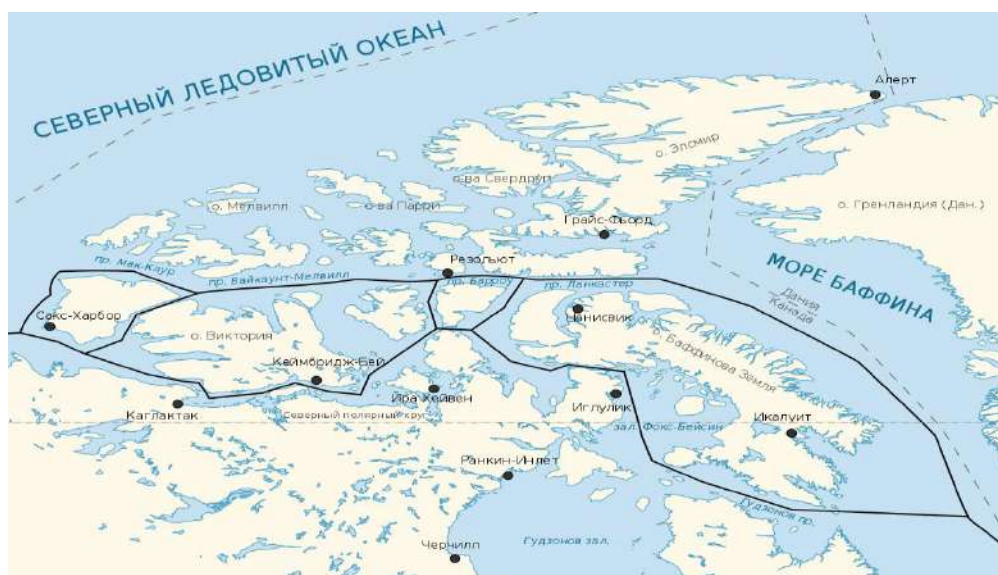 СЕВЕРНЫЙ ЛЕДОВИТЫЙ ОКЕАН
Алерт
о. Элсмир
о-ва Свердруп
о. Мелвилл
о-ва Парри
о. Гренландия (Дан.)
Грайс-Фьорд
МОРЕ БАФФИНА
пр. Мак-Клур
Резольют
пр. Вайкаунт-Мелвилл
пр. Барроу
пр. Ланкастер
Дания
Канада
Сакс-Харбор
Нанисвик
о. Виктория
о. Баффинова Земля
Кеймбридж-Бей
Йра Хейвен
Иглулик
Каглактак
Северный полярный круг
зал. Фокс-Бейсин
Икалуит
Ранкин-Инлет
Гудзонов пр.
Черчилл
Гудзонов зал.